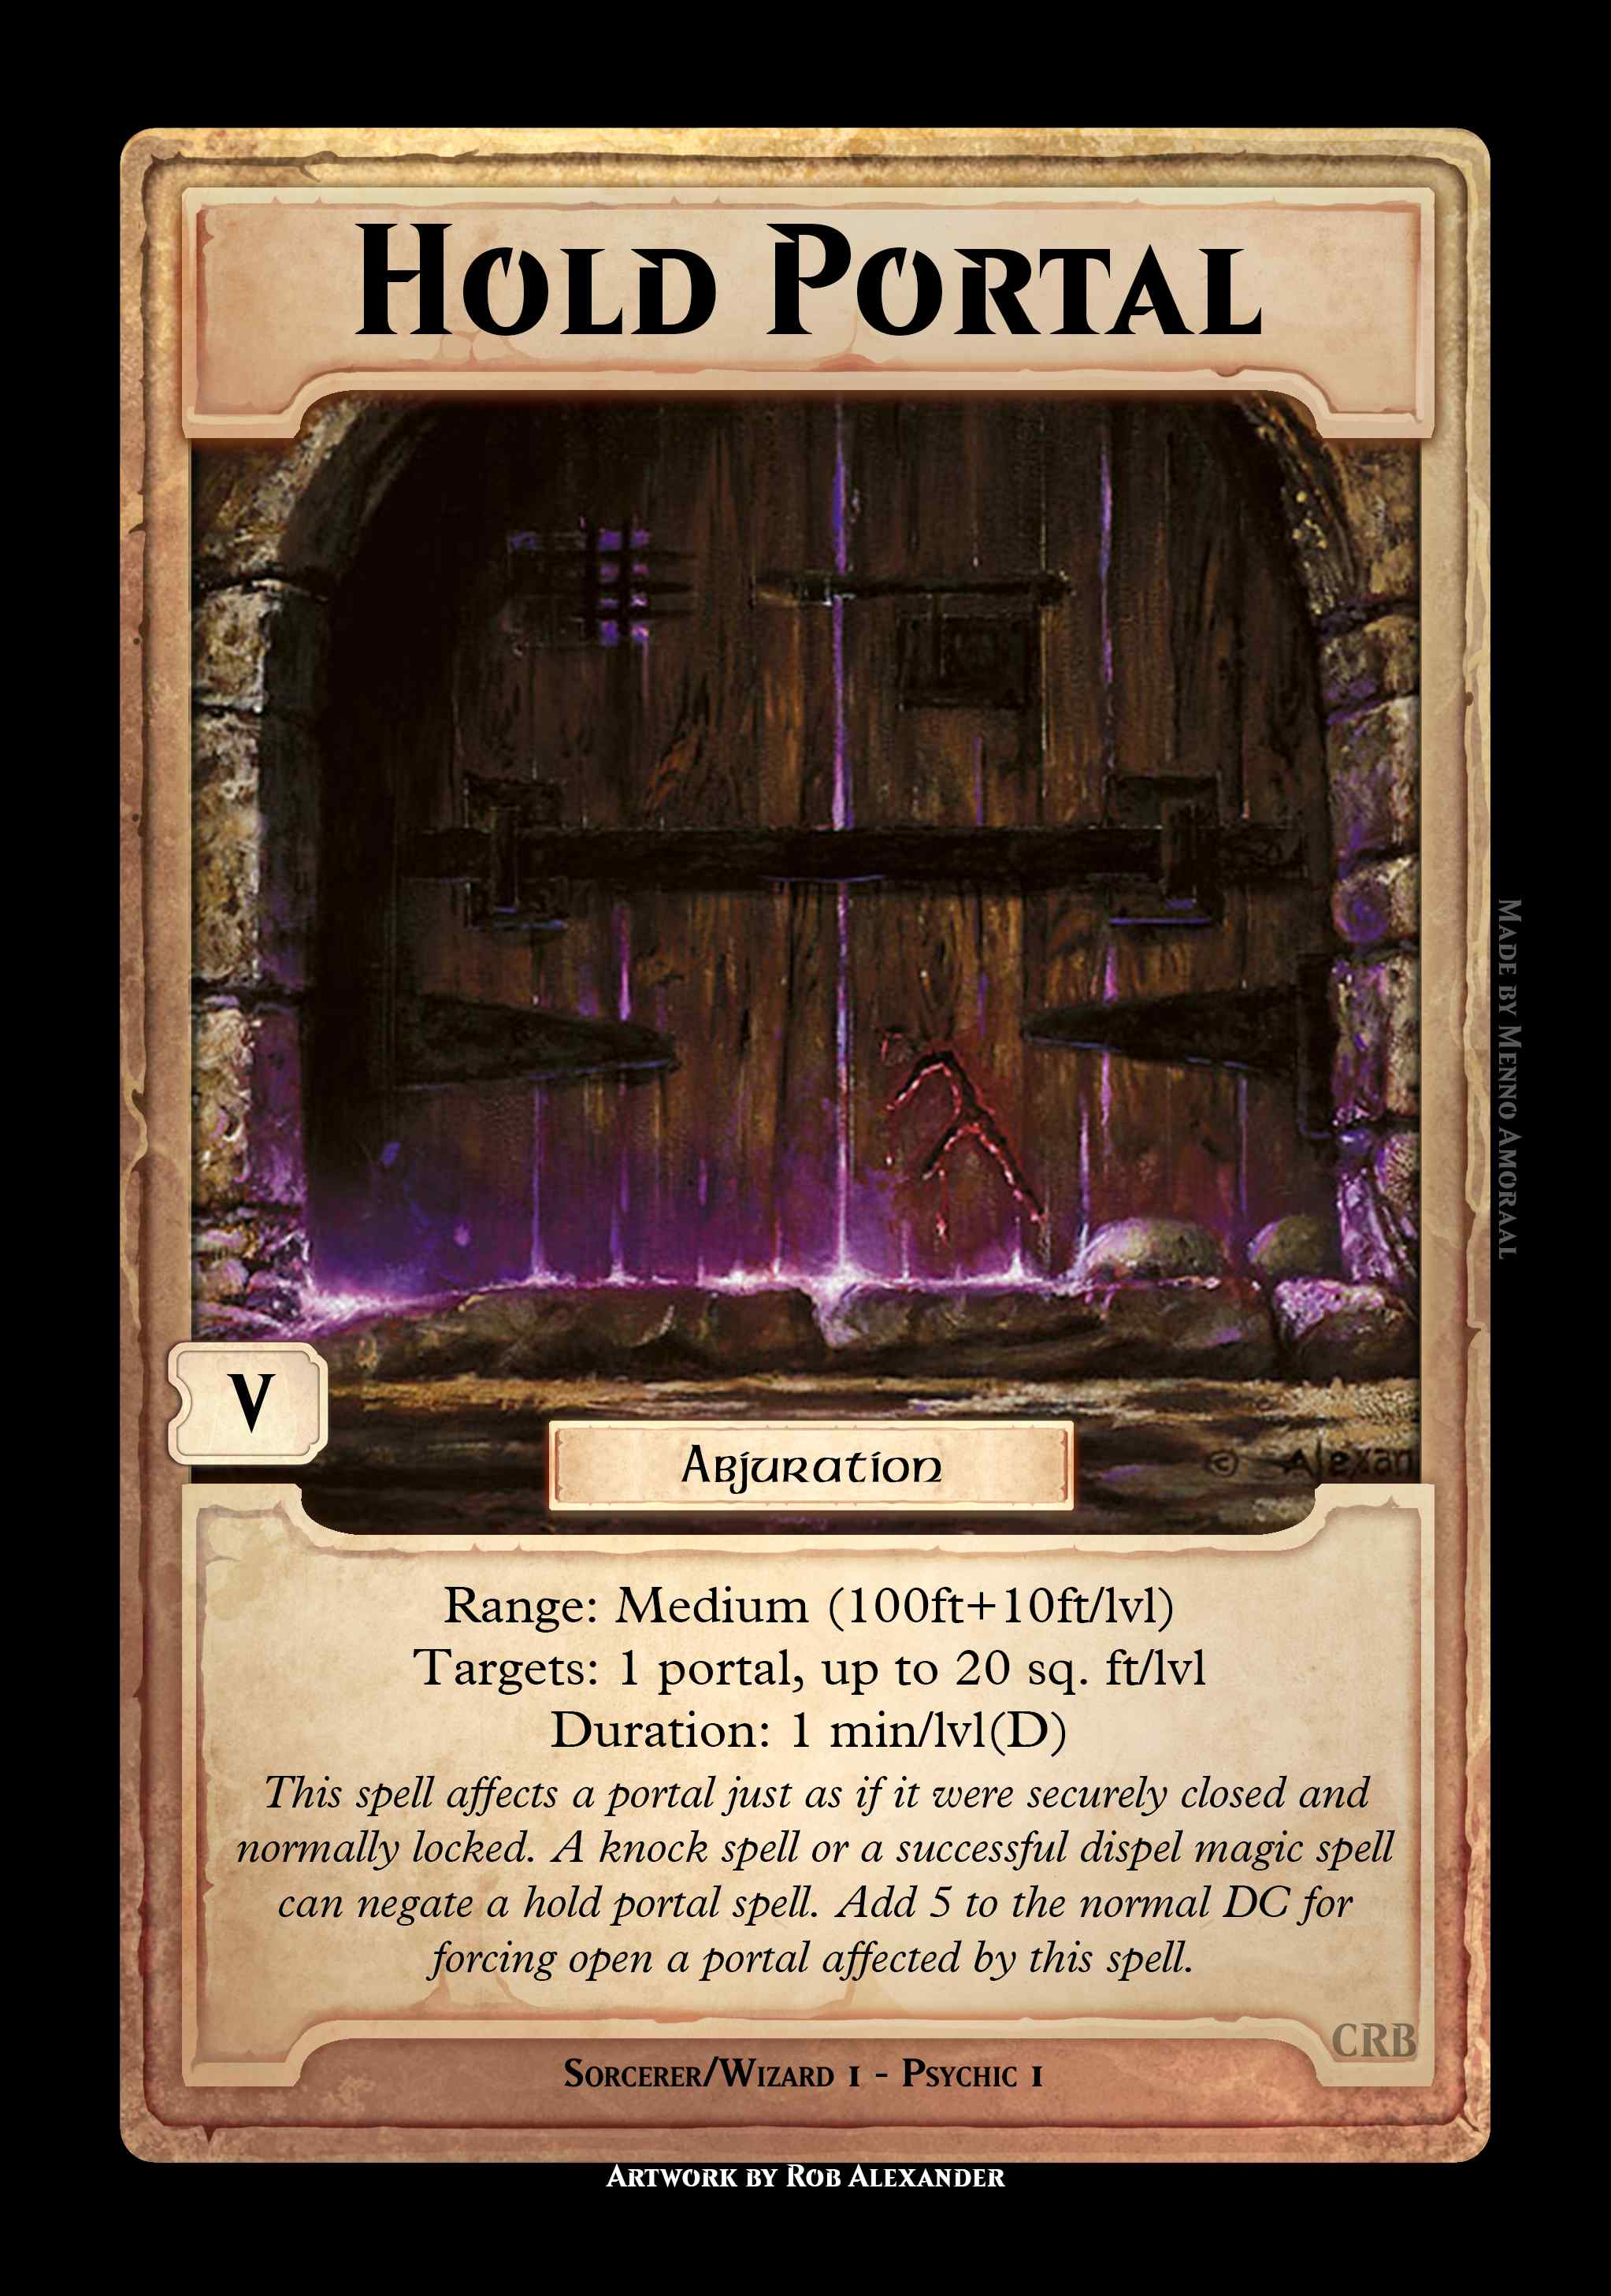 Hold Portal
V
Abjuration
© Alexan
Range: Medium (100ft+10ft/lvl)
Targets: 1 portal, up to 20 sq. ft/lvl
Duration: 1 min/lvl(D)
This spell affects a portal just as if it were securely closed and
normally locked. A knock spell or a successful dispel magic spell
can negate a hold portal spell. Add 5 to the normal DC for
forcing open a portal affected by this spell.
CRB
Sorcerer/Wizard 1 - Psychic 1
Artwork by Rob Alexander
Made by Menno Amoraal